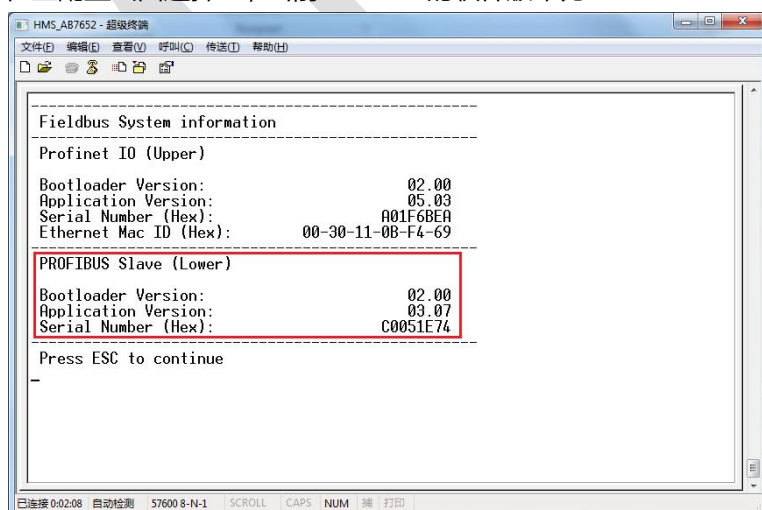 HMS_AB7652 - 超级终端
文件(F) 编辑(E) 查看(V) 呼叫(C) 传送(T) 帮助(H)
Fieldbus System information
Profinet IO (Upper)
Bootloader Version: 02.00
Application Version: 05.03
Serial Number (Hex): A01F6BEA
Ethernet Mac ID (Hex): 00-30-11-0B-F4-69
PROFIBUS Slave (Lower)
Bootloader Version: 02.00
Application Version: 03.07
Serial Number (Hex): C0051E74
Press ESC to continue
已连接 0:02:08 自动检测 57600 8-N-1 SCROLL CAPS NUM 捕 打印